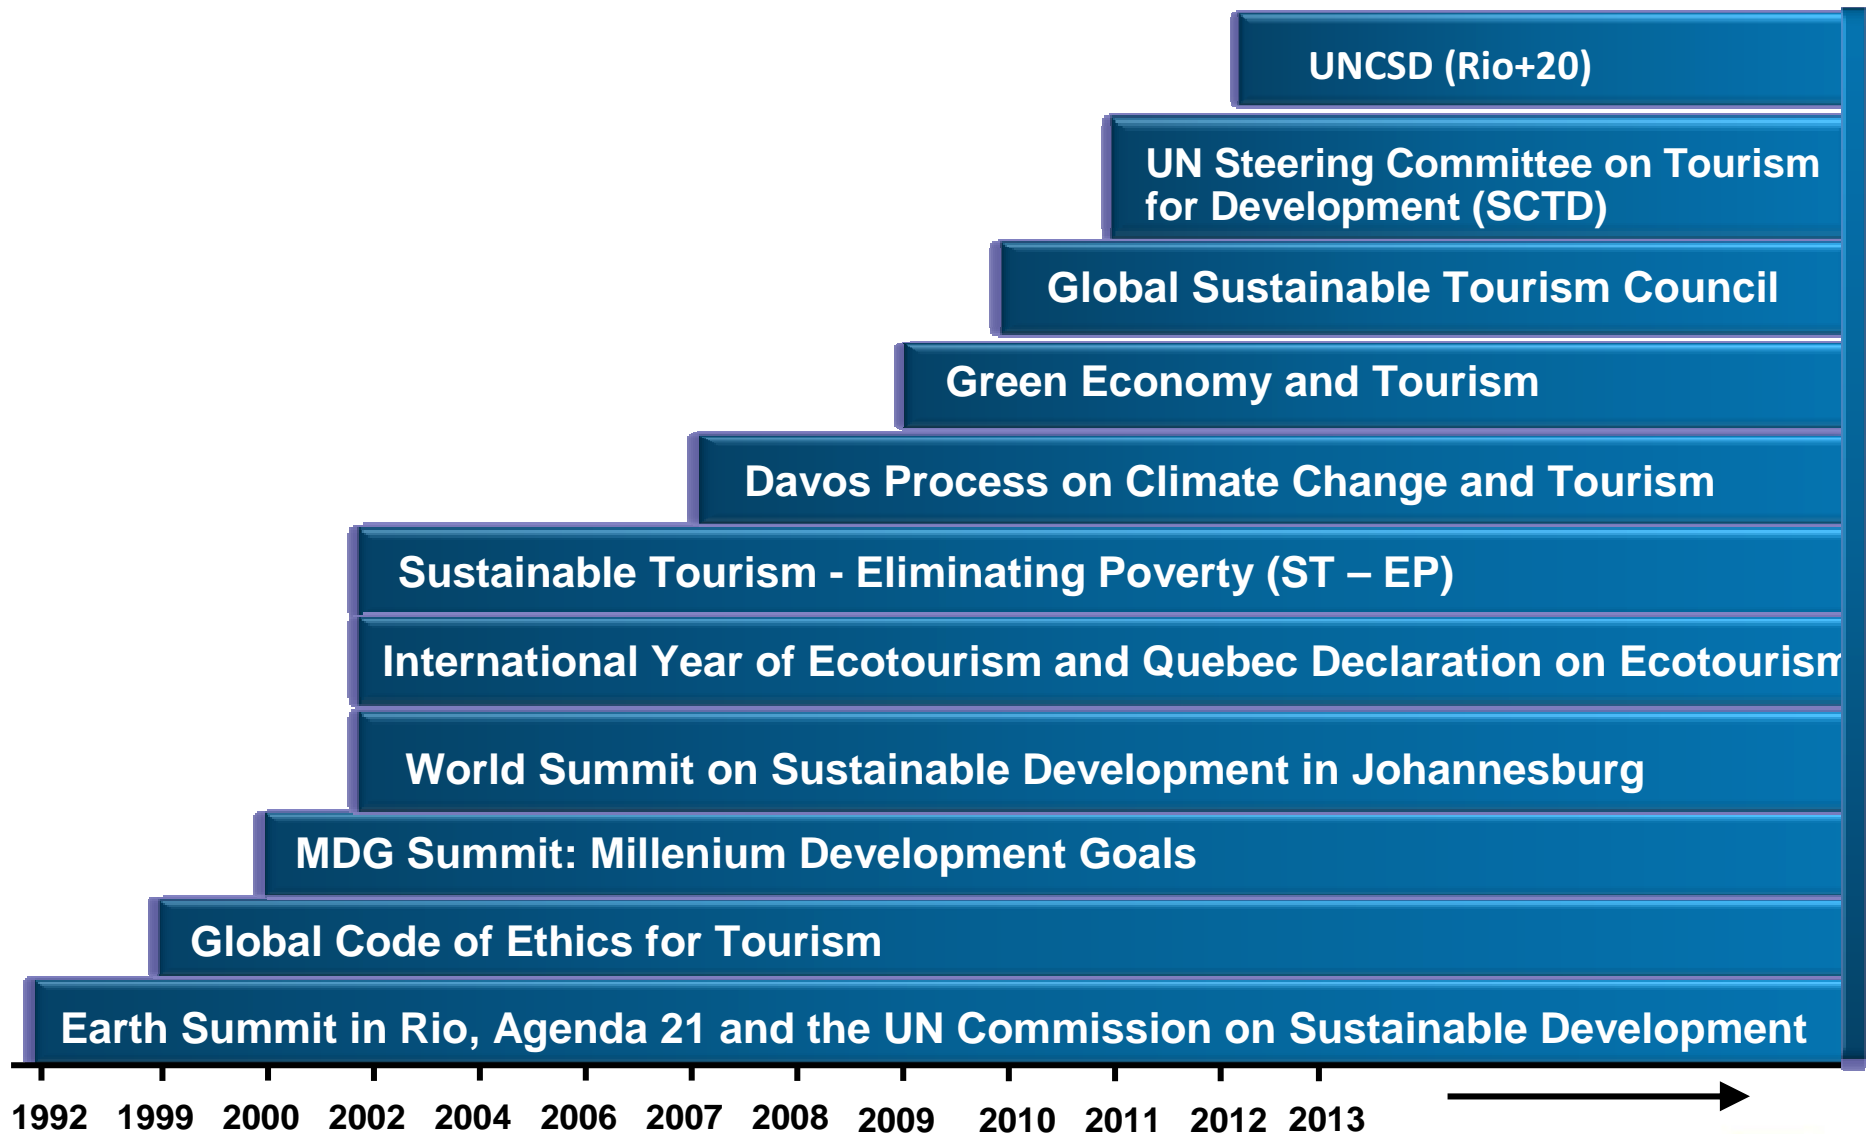 UNCSD (Rio+20)
UN Steering Committee on Tourism
for Development (SCTD)
Global Sustainable Tourism Council
Green Economy and Tourism
Davos Process on Climate Change and Tourism
Sustainable Tourism - Eliminating Poverty (ST – EP)
International Year of Ecotourism and Quebec Declaration on Ecotourism
World Summit on Sustainable Development in Johannesburg
MDG Summit: Millenium Development Goals
Global Code of Ethics for Tourism
Earth Summit in Rio, Agenda 21 and the UN Commission on Sustainable Development
1992 1999 2000 2002 2004 2006 2007 2008 2009 2010 2011 2012 2013